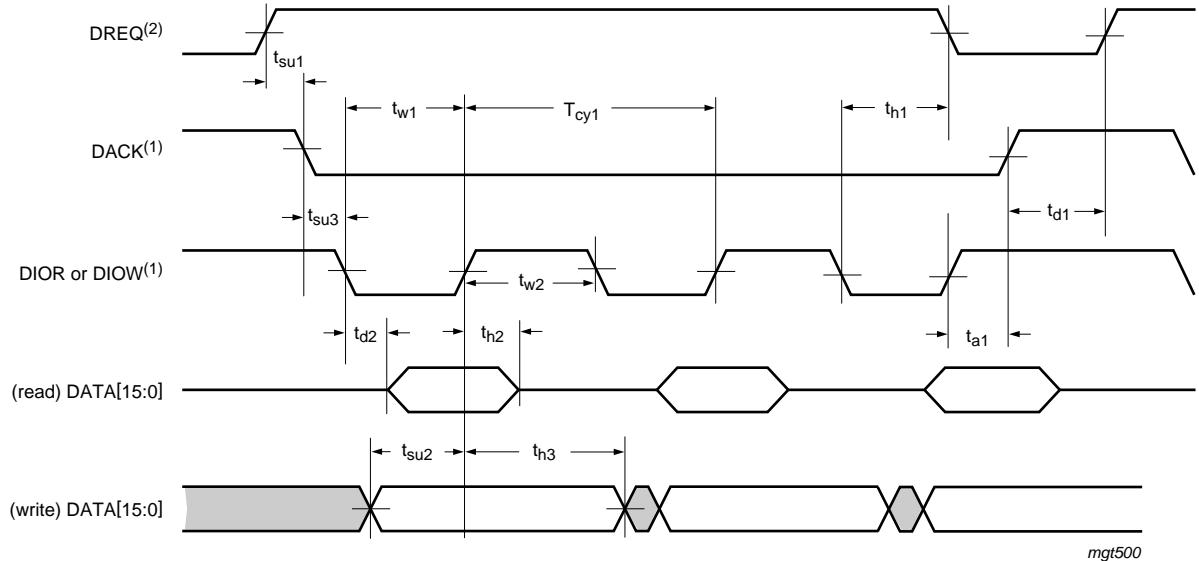 DREQ(2)
tsu1
tw1
Tcy1
th1
DACK(1)
tsu3
td1
DIOR or DIOW(1)
tw2
td2
th2
ta1
(read) DATA[15:0]
tsu2
th3
(write) DATA[15:0]
mgt500